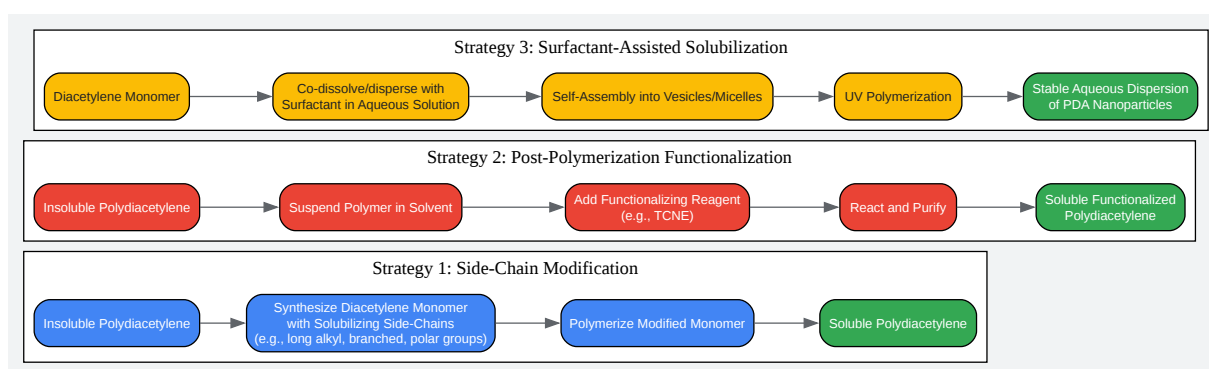 Strategy 3: Surfactant-Assisted Solubilization
Diacetylene Monomer
Co-dissolve/disperse with
Surfactant in Aqueous Solution
Self-Assembly into Vesicles/Micelles
UV Polymerization
Stable Aqueous Dispersion
of PDA Nanoparticles
Strategy 2: Post-Polymerization Functionalization
Insoluble Polydiacetylene
Suspend Polymer in Solvent
Add Functionalizing Reagent
(e.g., TCNE)
React and Purify
Soluble Functionalized
Polydiacetylene
Strategy 1: Side-Chain Modification
Insoluble Polydiacetylene
Synthesize Diacetylene Monomer
with Solubilizing Side-Chains
(e.g., long alkyl, branched, polar groups)
Polymerize Modified Monomer
Soluble Polydiacetylene